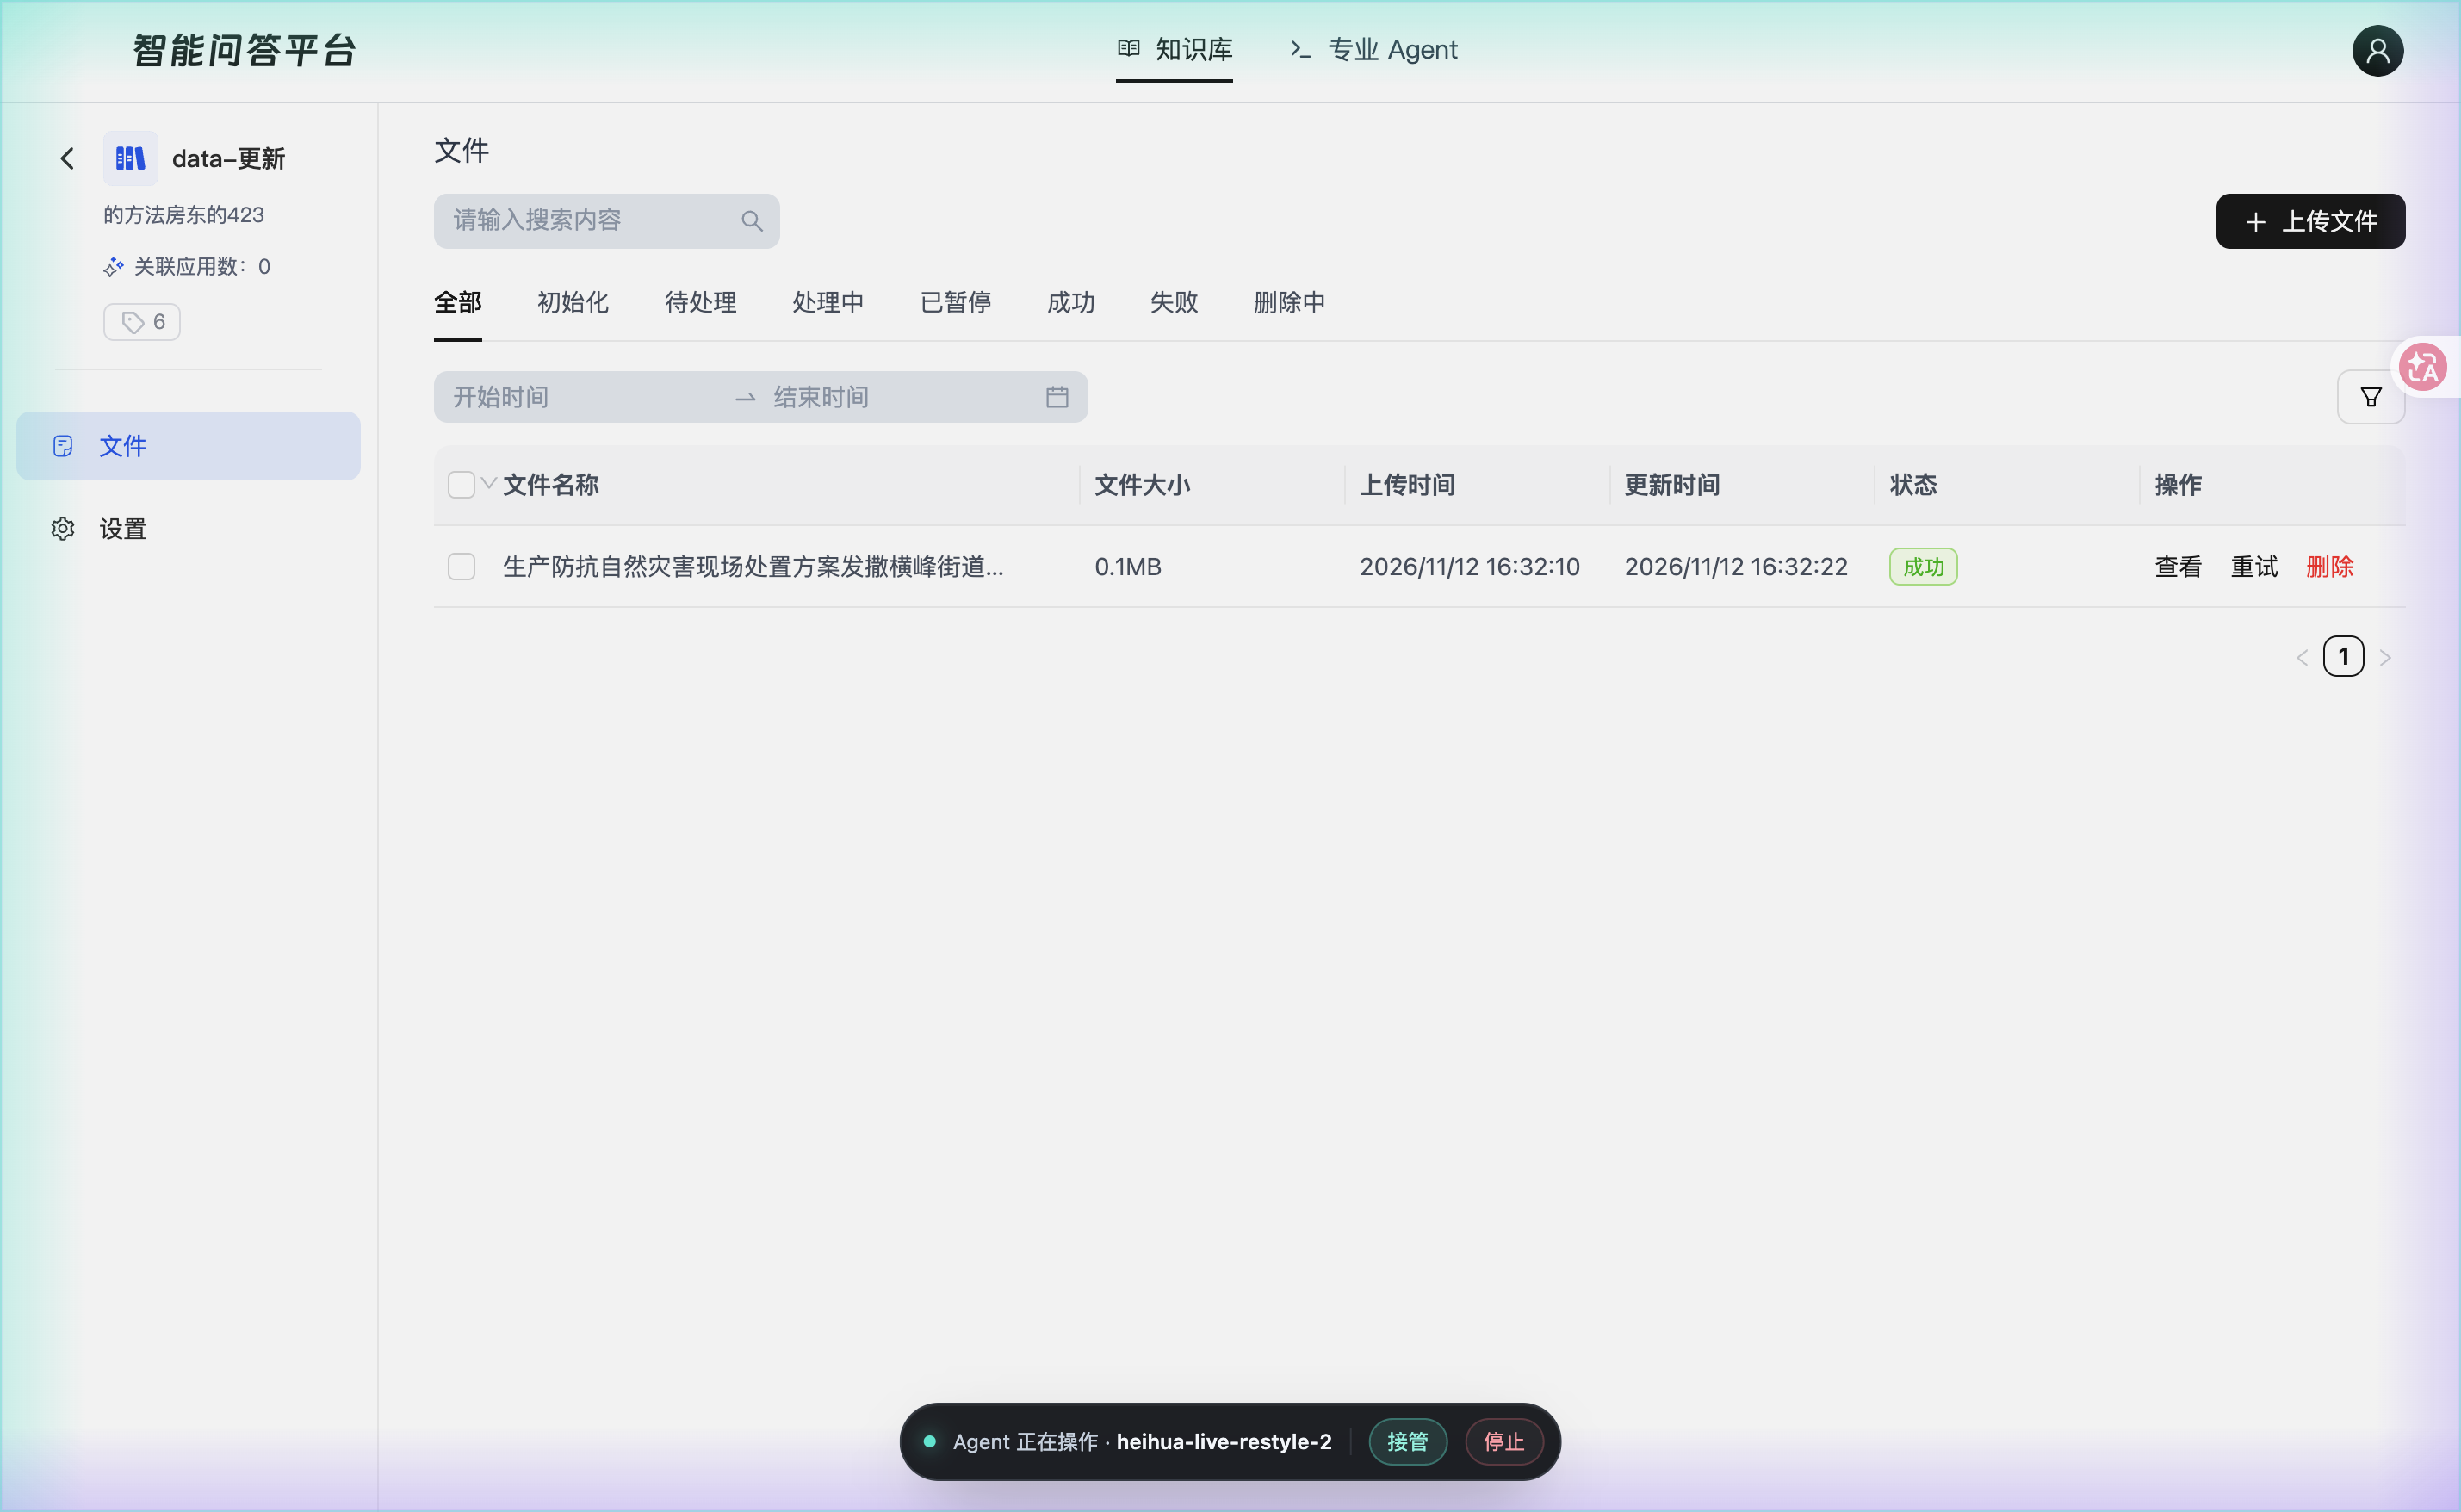 智能问答平台
知识库
专业 Agent
data-更新
的方法房东的423
关联应用数：0
6
文件
设置
文件
请输入搜索内容
上传文件
全部 初始化 待处理 处理中 已暂停 成功 失败 删除中
开始时间 结束时间
文件名称 文件大小 上传时间 更新时间 状态 操作
生产防抗自然灾害现场处置方案发撒横峰街道... 0.1MB 2026/11/12 16:32:10 2026/11/12 16:32:22 成功 查看 重试 删除
1
Agent 正在操作 · heihua-live-restyle-2 接管 停止